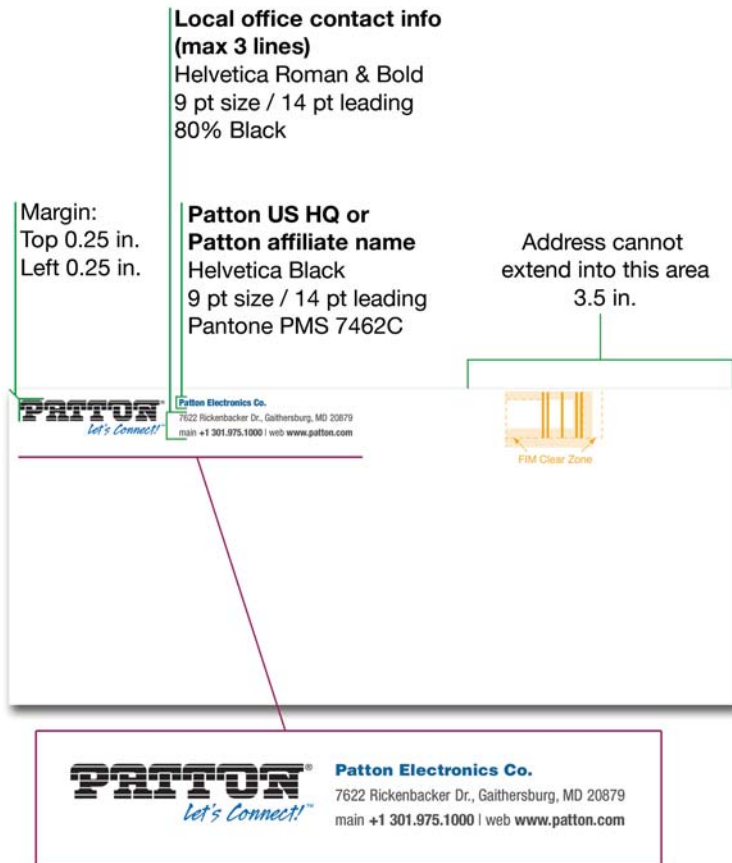 Local office contact info
(max 3 lines)
Helvetica Roman & Bold
9 pt size / 14 pt leading
80% Black
Margin:
Top 0.25 in.
Left 0.25 in.
Patton US HQ or
Patton affiliate name
Helvetica Black
9 pt size / 14 pt leading
Pantone PMS 7462C
Address cannot
extend into this area
3.5 in.
PATTON®
Let's Connect!™
Patton Electronics Co.
7622 Rickenbacker Dr., Gaithersburg, MD 20879
main +1 301.975.1000 | web www.patton.com
FIM Clear Zone
PATTON®
Let's Connect!™
Patton Electronics Co.
7622 Rickenbacker Dr., Gaithersburg, MD 20879
main +1 301.975.1000 | web www.patton.com